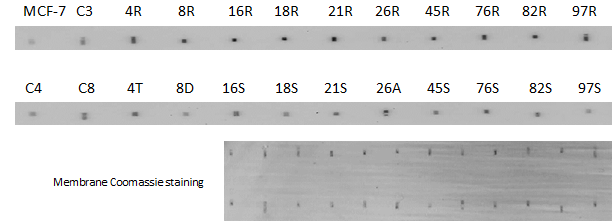 MCF-7 C3 4R 8R 16R 18R 21R 26R 45R 76R 82R 97R
C4 C8 4T 8D 16S 18S 21S 26A 45S 76S 82S 97S
Membrane Coomassie staining